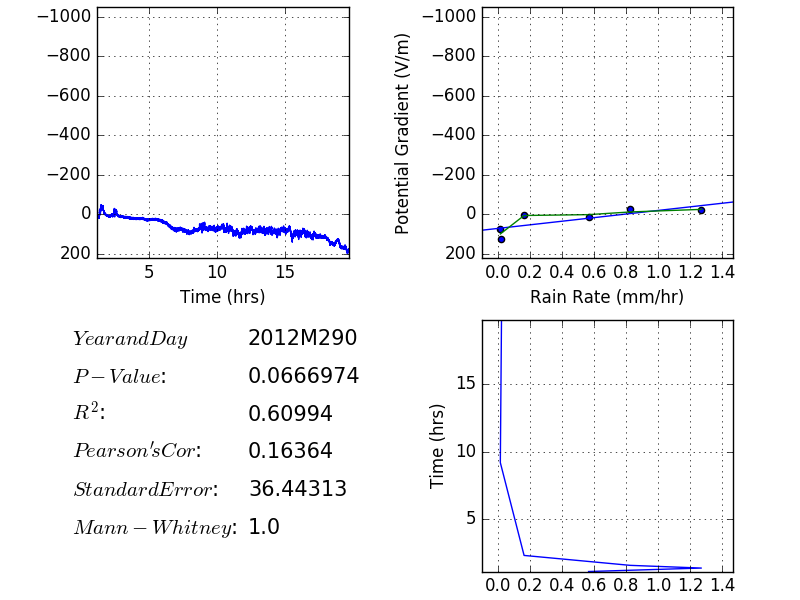 −1000
−800
−600
−400
−200
0
200
5
10
15
Time (hrs)
Potential Gradient (V/m)
−1000
−800
−600
−400
−200
0
200
0.0 0.2 0.4 0.6 0.8 1.0 1.2 1.4
Rain Rate (mm/hr)
YearandDay 2012M290
P−Value: 0.0666974
R²: 0.60994
Pearson'sCor: 0.16364
StandardError: 36.44313
Mann−Whitney: 1.0
Time (hrs)
15
10
5
0.0 0.2 0.4 0.6 0.8 1.0 1.2 1.4